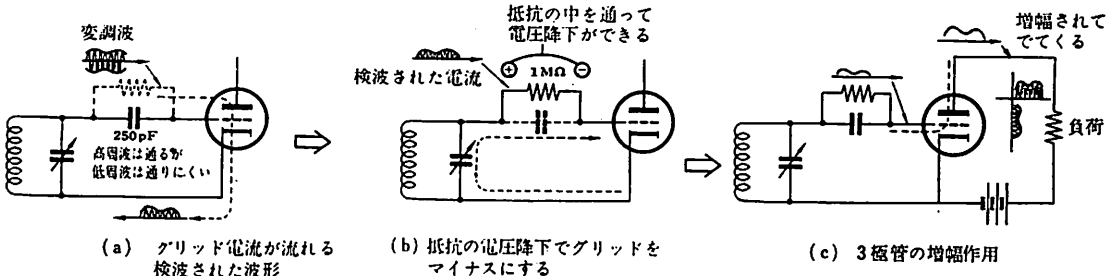 変調波
250pF
高周波は通るが
低周波は通りにくい
(a) グリッド電流が流れる
検波された波形
抵抗の中を通って
電圧降下ができる
⊕ ⊖
検波された電流
1MΩ
(b) 抵抗の電圧降下でグリッドを
マイナスにする
増幅されて
でてくる
負荷
(c) 3極管の増幅作用